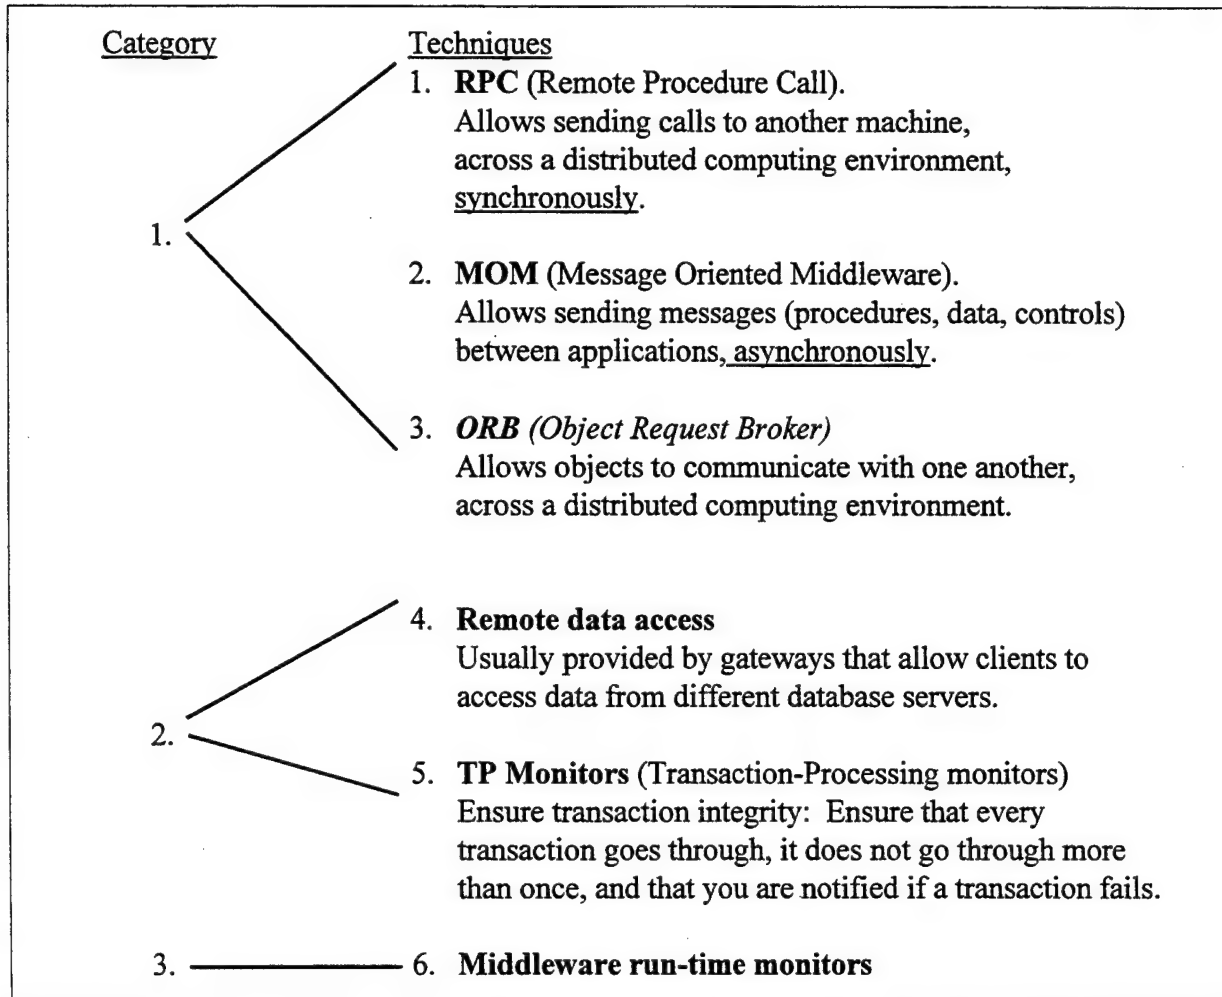 Category Techniques
1. RPC (Remote Procedure Call).
Allows sending calls to another machine,
across a distributed computing environment,
synchronously.
1.
2. MOM (Message Oriented Middleware).
Allows sending messages (procedures, data, controls)
between applications, asynchronously.
3. ORB (Object Request Broker)
Allows objects to communicate with one another,
across a distributed computing environment.
4. Remote data access
Usually provided by gateways that allow clients to
access data from different database servers.
2.
5. TP Monitors (Transaction-Processing monitors)
Ensure transaction integrity: Ensure that every
transaction goes through, it does not go through more
than once, and that you are notified if a transaction fails.
3. 6. Middleware run-time monitors